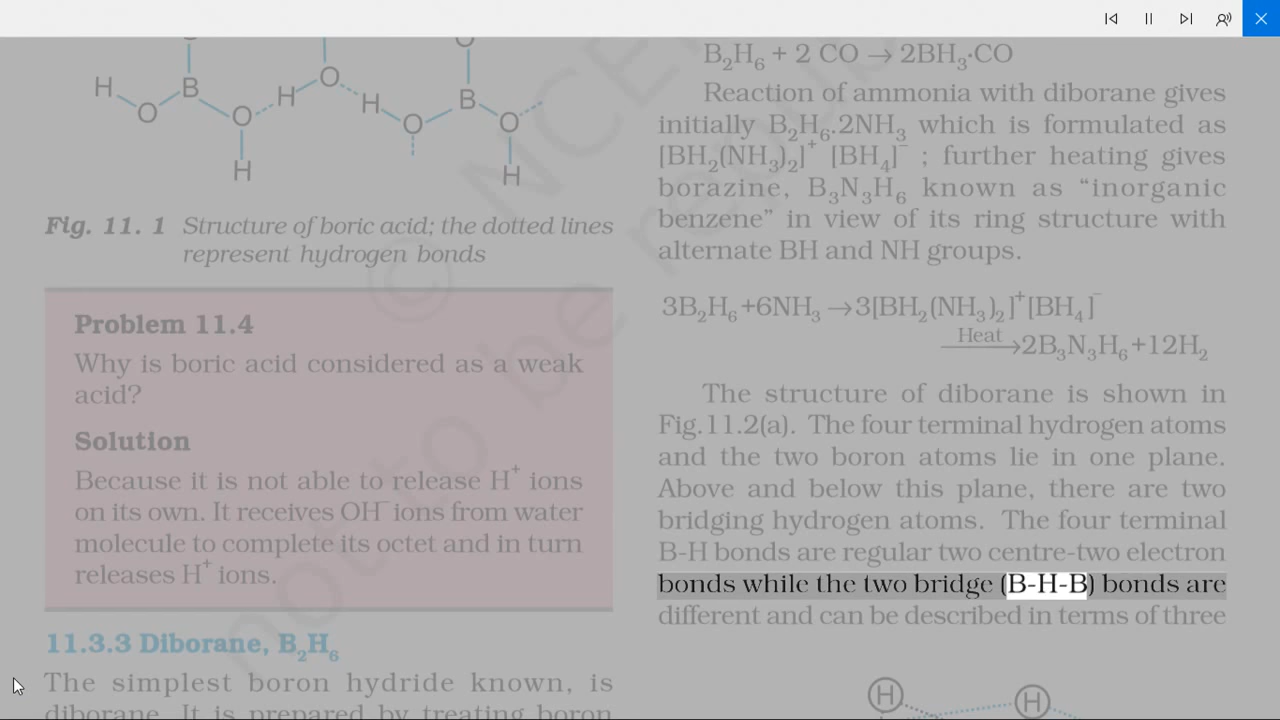 H
O
B
O
H
H
O
H
O
B
O
H
Fig. 11. 1 Structure of boric acid; the dotted lines
represent hydrogen bonds
Problem 11.4
Why is boric acid considered as a weak
acid?
Solution
Because it is not able to release H⁺ ions
on its own. It receives OH⁻ ions from water
molecule to complete its octet and in turn
releases H⁺ ions.
11.3.3 Diborane, B₂H₆
The simplest boron hydride known, is
diborane. It is prepared by treating boron
B₂H₆ + 2 CO → 2BH₃·CO
Reaction of ammonia with diborane gives
initially B₂H₆.2NH₃ which is formulated as
[BH₂(NH₃)₂]⁺ [BH₄]⁻ ; further heating gives
borazine, B₃N₃H₆ known as “inorganic
benzene” in view of its ring structure with
alternate BH and NH groups.
3B₂H₆+6NH₃ →3[BH₂(NH₃)₂]⁺[BH₄]⁻
Heat
→2B₃N₃H₆+12H₂
The structure of diborane is shown in
Fig.11.2(a). The four terminal hydrogen atoms
and the two boron atoms lie in one plane.
Above and below this plane, there are two
bridging hydrogen atoms. The four terminal
B-H bonds are regular two centre-two electron
bonds while the two bridge (B-H-B) bonds are
different and can be described in terms of three
H
H